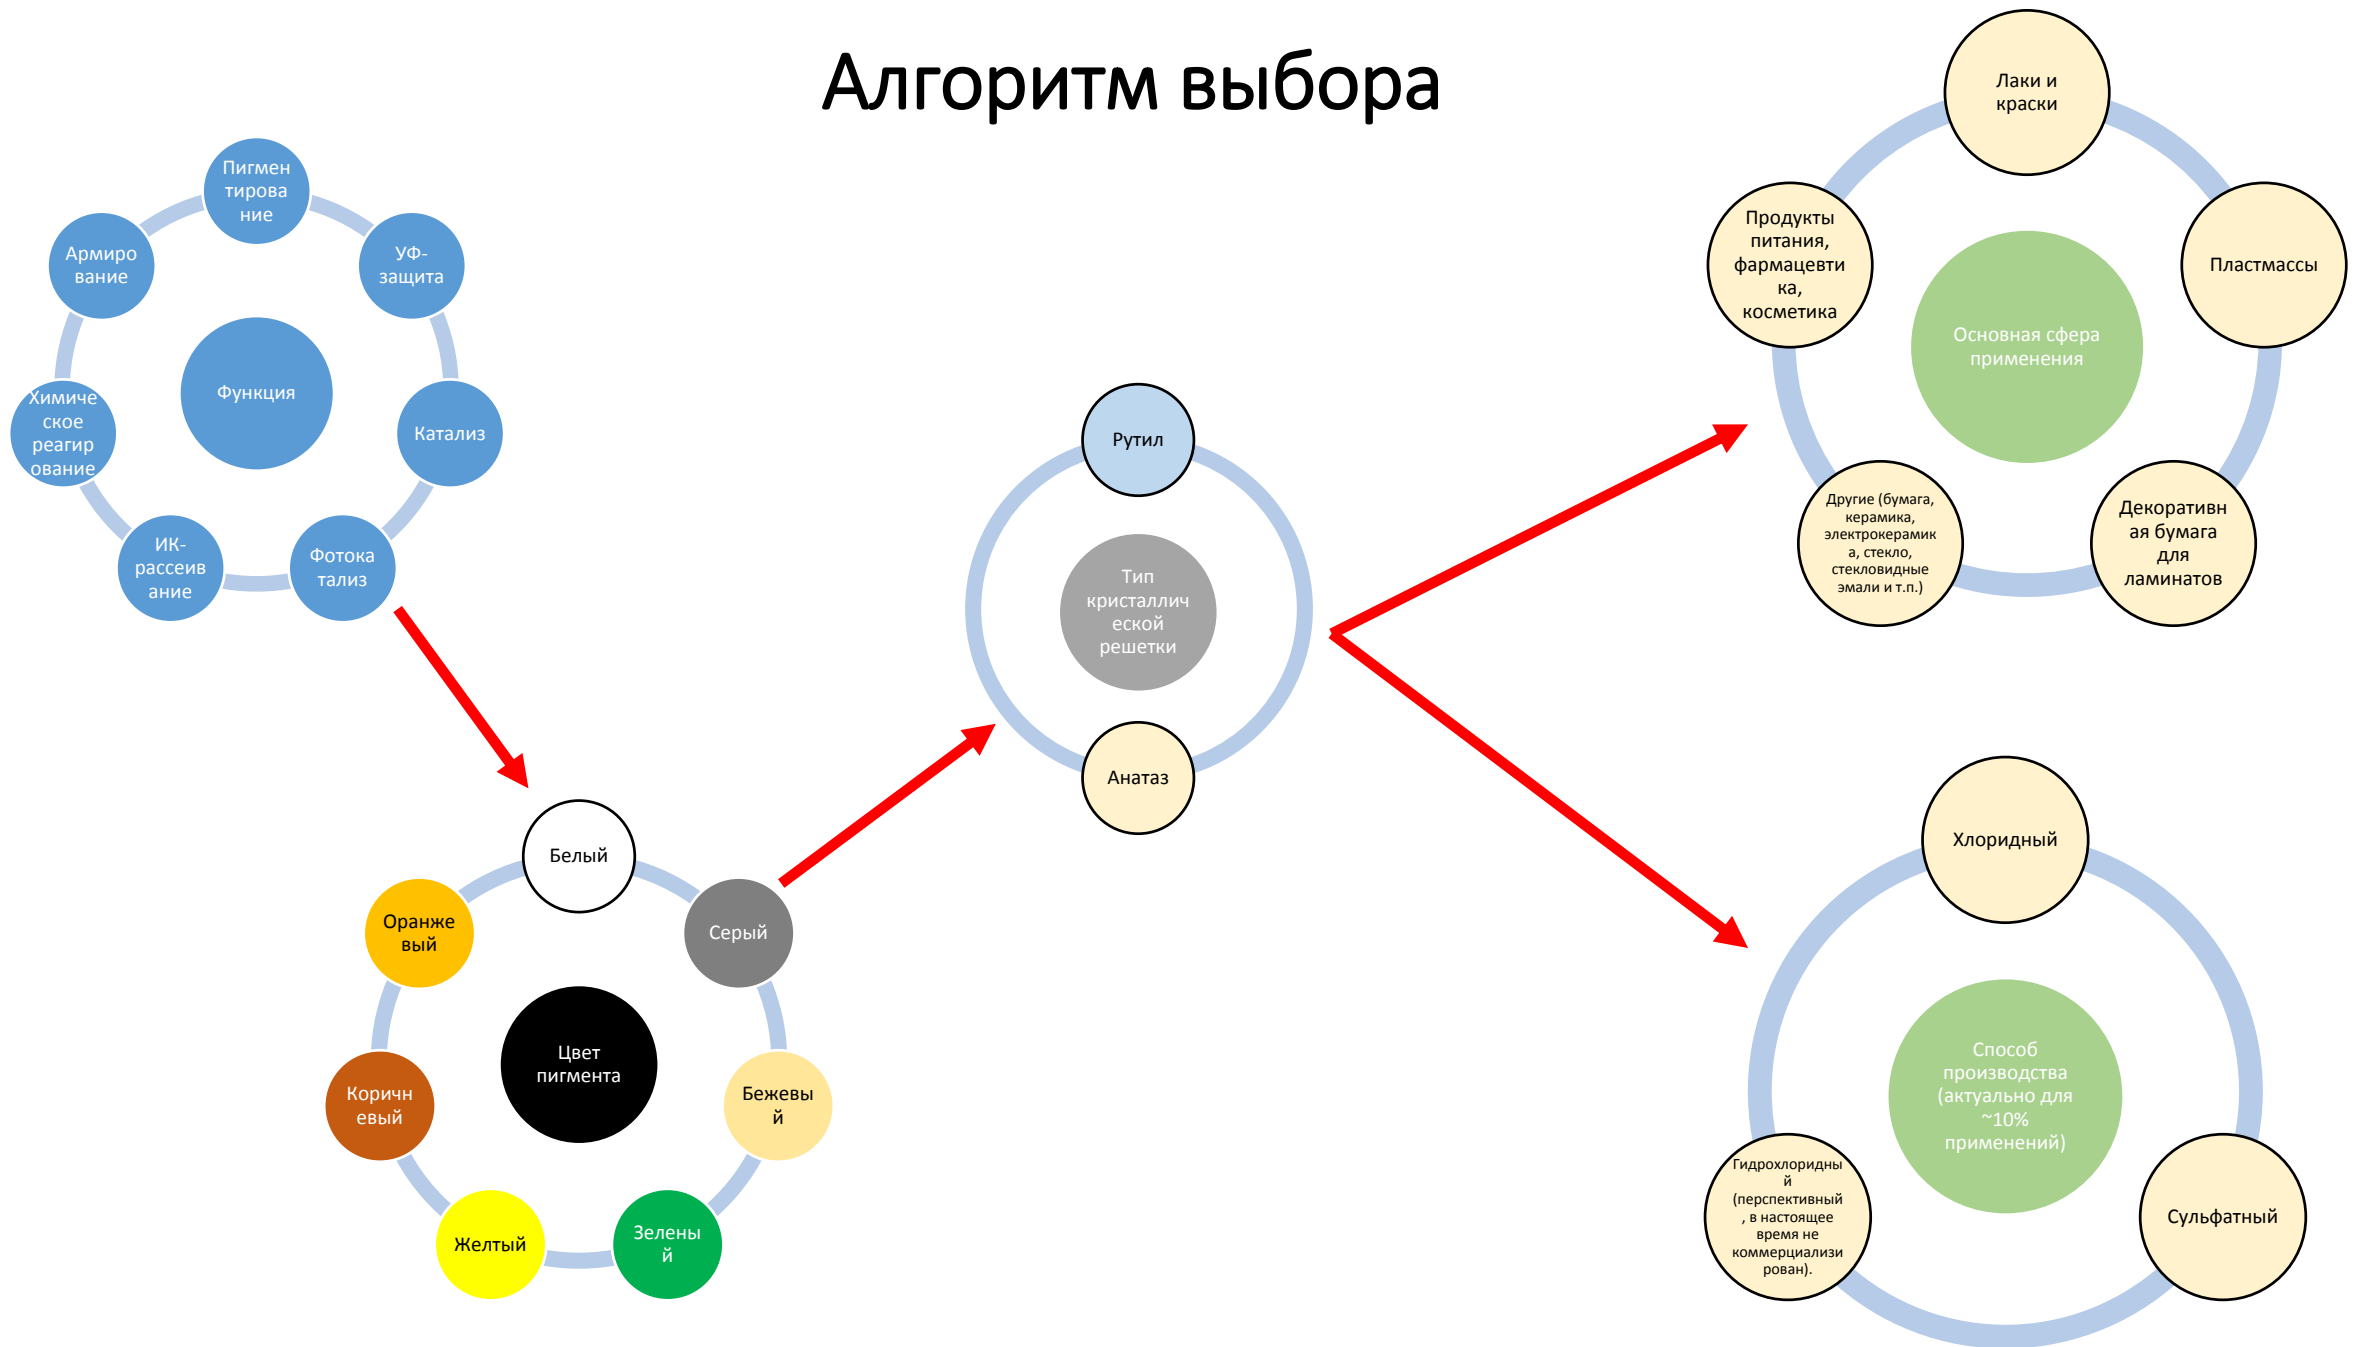 Алгоритм выбора
Пигмен
тирова
ние
УФ-
защита
Катализ
Фотока
тализ
ИК-
рассеив
ание
Химиче
ское
реагир
ование
Армиро
вание
Функция
Белый
Серый
Бежевы
й
Зелены
й
Желтый
Коричн
евый
Оранже
вый
Цвет
пигмента
Рутил
Тип
кристаллич
еской
решетки
Анатаз
Лаки и
краски
Пластмассы
Декоративн
ая бумага
для
ламинатов
Другие (бумага,
керамика,
электрокерамик
а, стекло,
стекловидные
эмали и т.п.)
Продукты
питания,
фармацевти
ка,
косметика
Основная сфера
применения
Хлоридный
Сульфатный
Гидрохлоридны
й
(перспективный
, в настоящее
время не
коммерциализи
рован).
Способ
производства
(актуально для
~10%
применений)